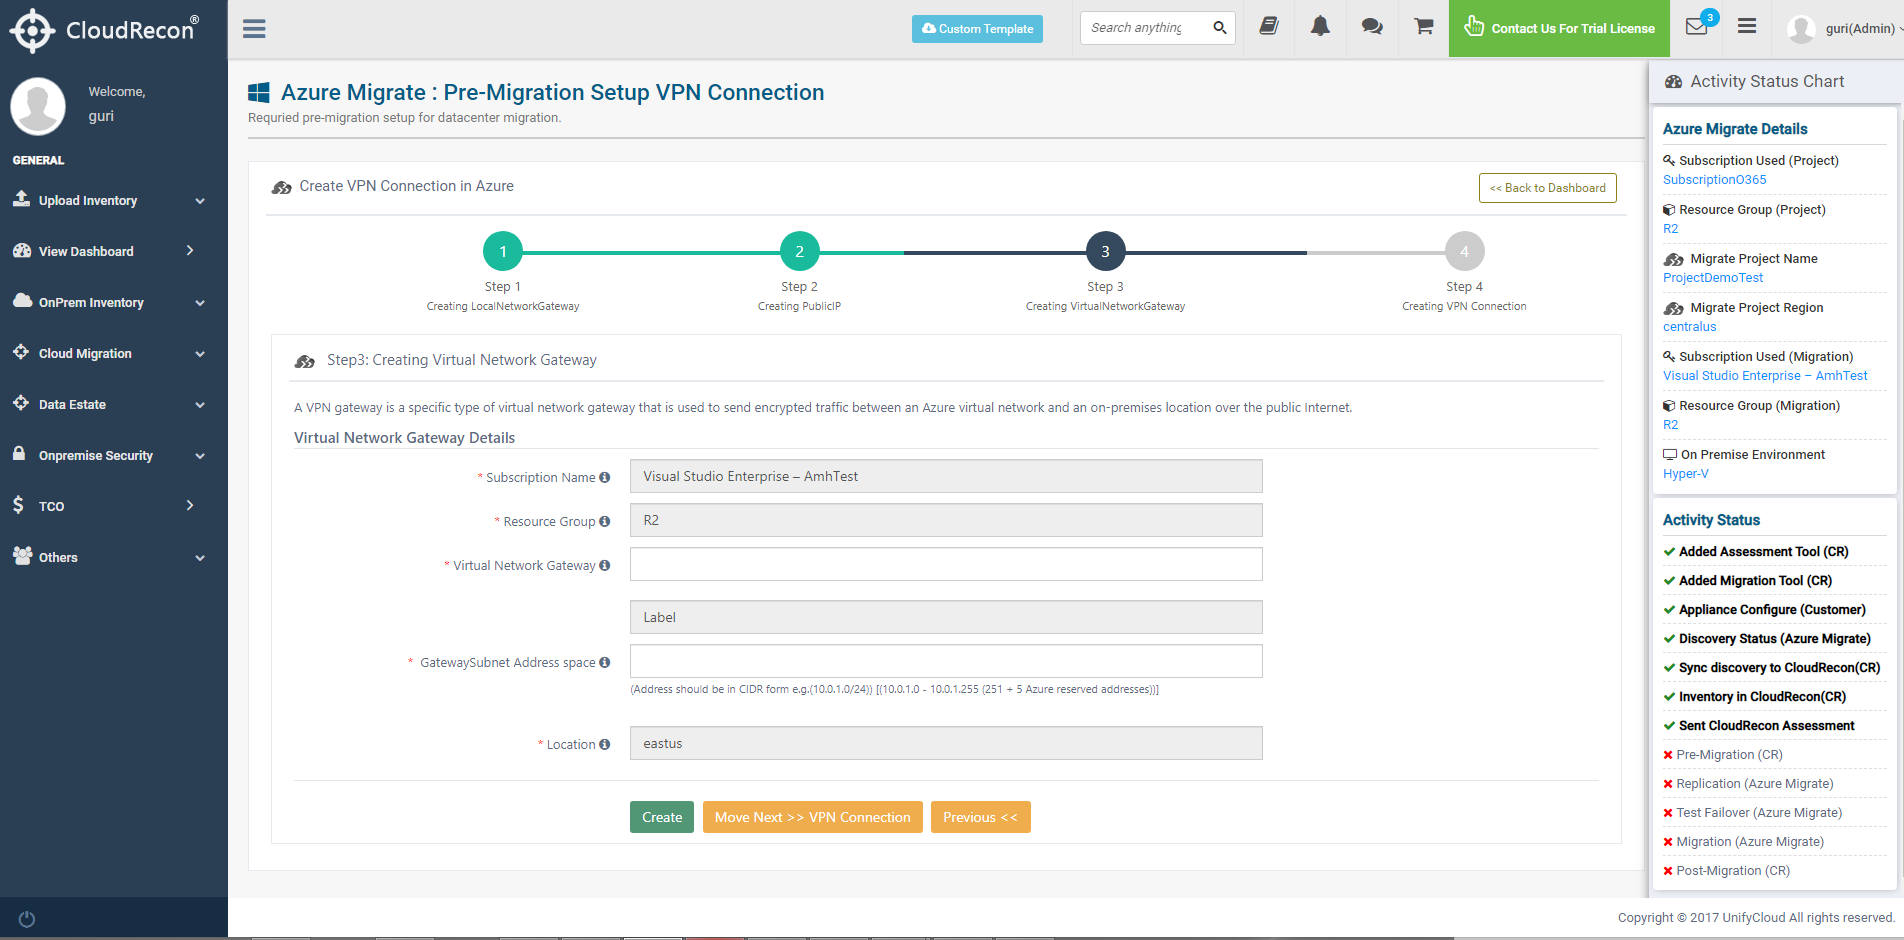 CloudRecon®
Custom Template
Search anything
Contact Us For Trial License
3
guri(Admin)
Welcome,
guri
GENERAL
Upload Inventory
View Dashboard
OnPrem Inventory
Cloud Migration
Data Estate
Onpremise Security
TCO
Others
Azure Migrate : Pre-Migration Setup VPN Connection
Requried pre-migration setup for datacenter migration.
Create VPN Connection in Azure
<< Back to Dashboard
1
2
3
4
Step 1
Step 2
Step 3
Step 4
Creating LocalNetworkGateway
Creating PublicIP
Creating VirtualNetworkGateway
Creating VPN Connection
Step3: Creating Virtual Network Gateway
A VPN gateway is a specific type of virtual network gateway that is used to send encrypted traffic between an Azure virtual network and an on-premises location over the public Internet.
Virtual Network Gateway Details
* Subscription Name
Visual Studio Enterprise – AmhTest
* Resource Group
R2
* Virtual Network Gateway
Label
* GatewaySubnet Address space
(Address should be in CIDR form e.g.(10.0.1.0/24)) [(10.0.1.0 - 10.0.1.255 (251 + 5 Azure reserved addresses))]
* Location
eastus
Create
Move Next >> VPN Connection
Previous <<
Activity Status Chart
Azure Migrate Details
Subscription Used (Project)
SubscriptionO365
Resource Group (Project)
R2
Migrate Project Name
ProjectDemoTest
Migrate Project Region
centralus
Subscription Used (Migration)
Visual Studio Enterprise – AmhTest
Resource Group (Migration)
R2
On Premise Environment
Hyper-V
Activity Status
Added Assessment Tool (CR)
Added Migration Tool (CR)
Appliance Configure (Customer)
Discovery Status (Azure Migrate)
Sync discovery to CloudRecon(CR)
Inventory in CloudRecon(CR)
Sent CloudRecon Assessment
Pre-Migration (CR)
Replication (Azure Migrate)
Test Failover (Azure Migrate)
Migration (Azure Migrate)
Post-Migration (CR)
Copyright © 2017 UnifyCloud All rights reserved.